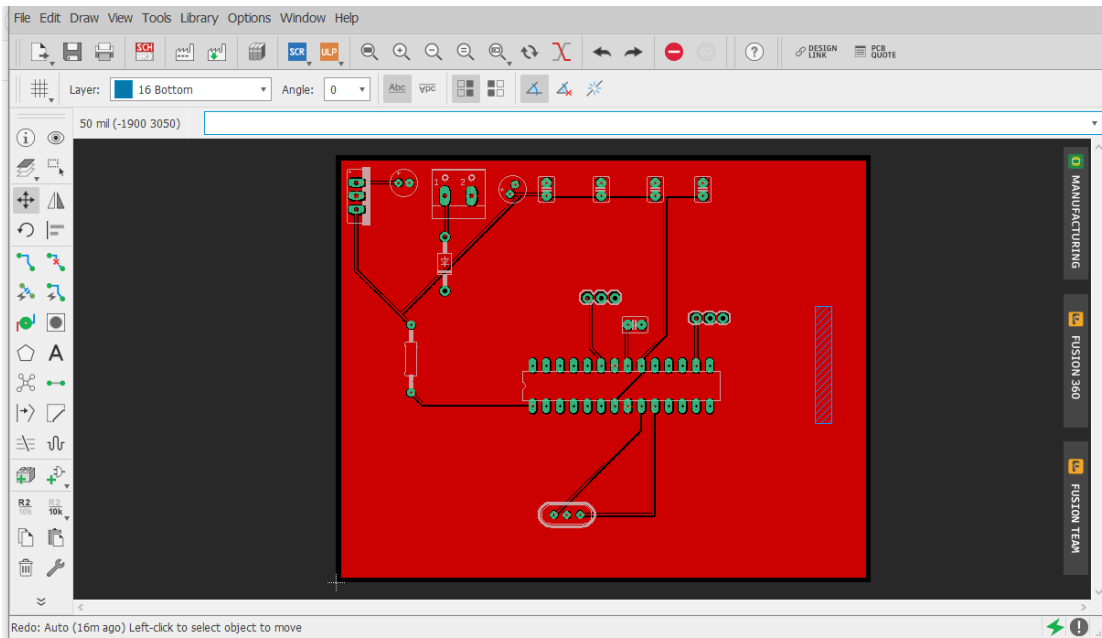 File Edit Draw View Tools Library Options Window Help
SCH SCR ULP ? DESIGN LINK PCB QUOTE
Layer: 16 Bottom Angle: 0 Abc
i 50 mil (-1900 3050)
1 2
MANUFACTURING
FUSION 360
FUSION TEAM
A
R2 10k R2 10k
Redo: Auto (16m ago) Left-click to select object to move